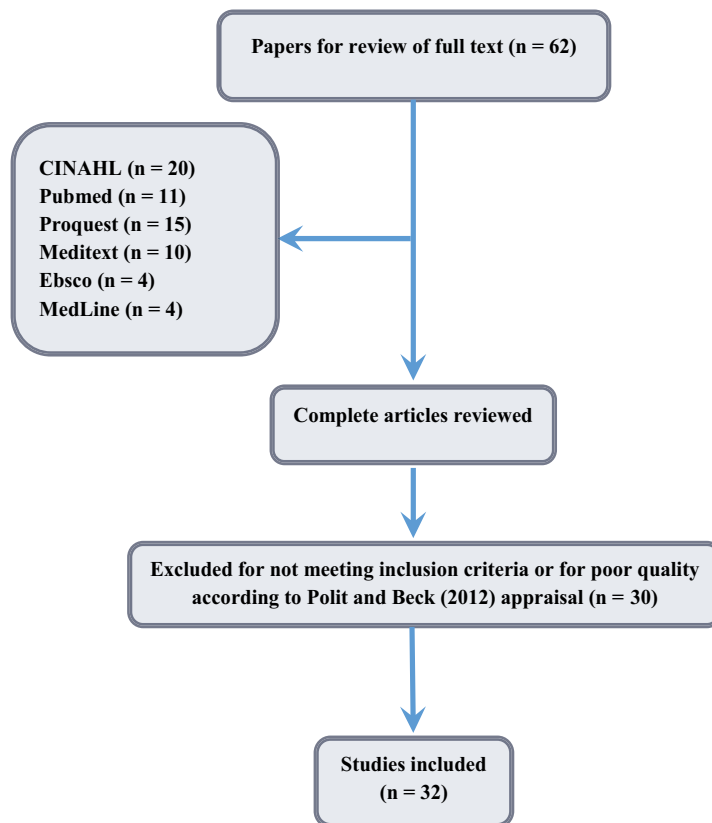 Papers for review of full text (n = 62)
CINAHL (n = 20)
Pubmed (n = 11)
Proquest (n = 15)
Meditext (n = 10)
Ebsco (n = 4)
MedLine (n = 4)
Complete articles reviewed
Excluded for not meeting inclusion criteria or for poor quality
according to Polit and Beck (2012) appraisal (n = 30)
Studies included
(n = 32)